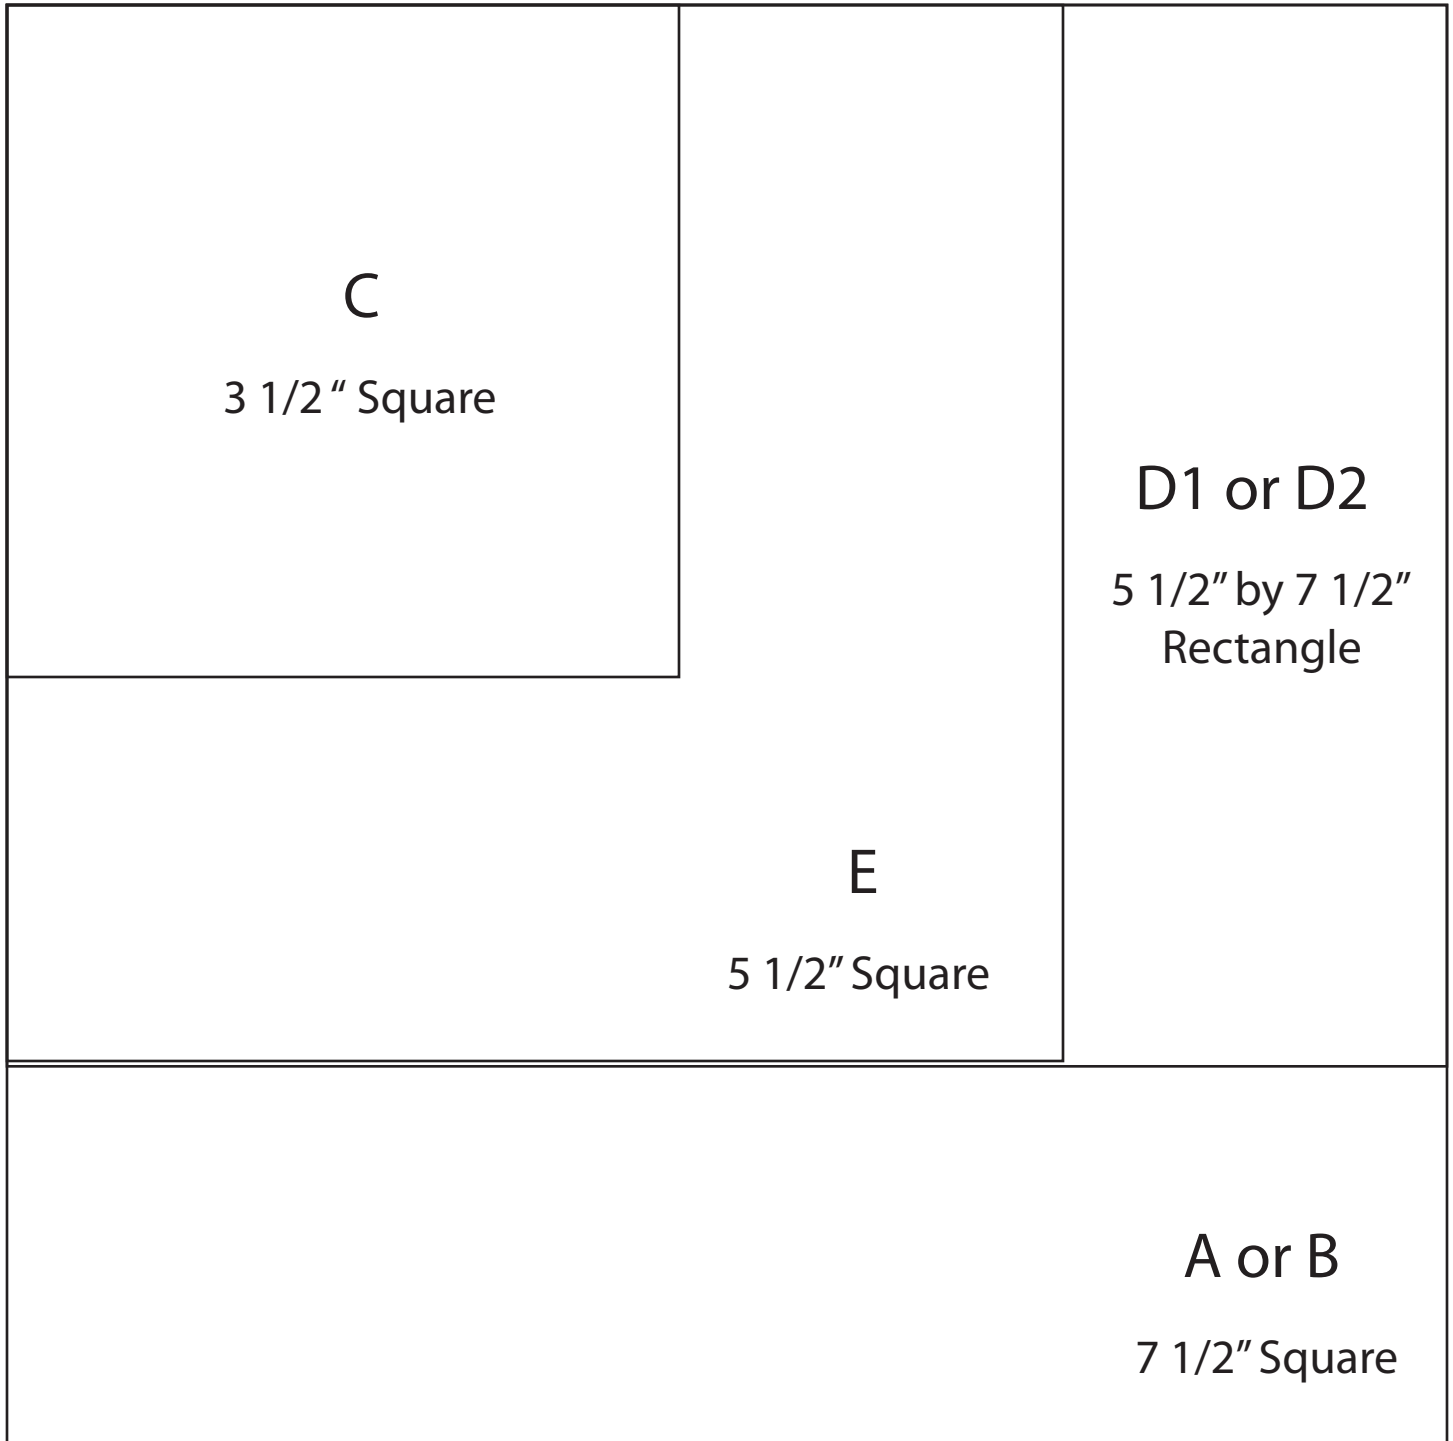 C
3 1/2 “ Square
D1 or D2
5 1/2” by 7 1/2”
Rectangle
E
5 1/2” Square
A or B
7 1/2” Square